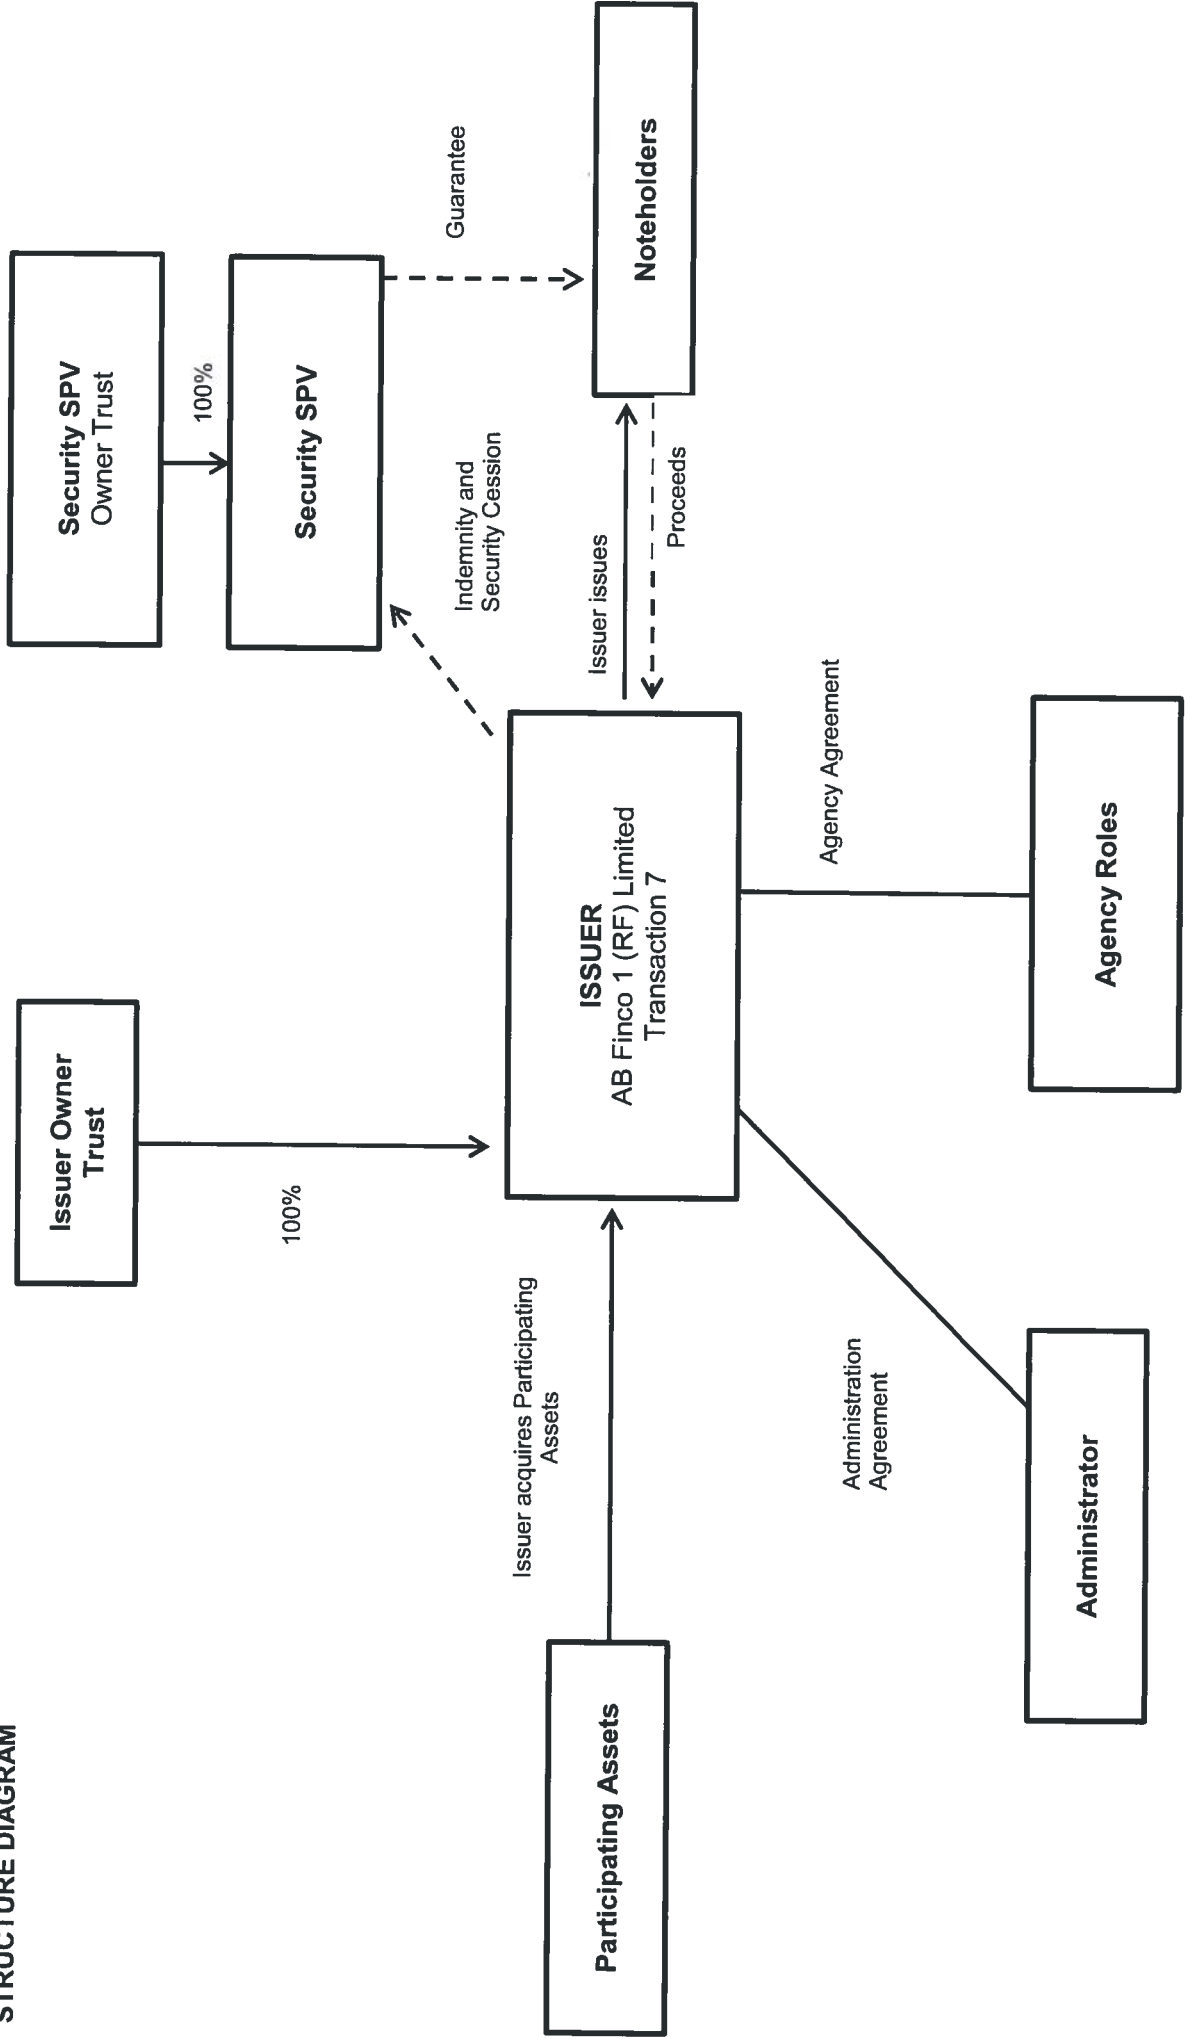 STRUCTURE DIAGRAM
Issuer Owner
Trust
100%
Security SPV
Owner Trust
100%
Security SPV
Indemnity and
Security Cession
Guarantee
Participating Assets
Issuer acquires Participating
Assets
ISSUER
AB Finco 1 (RF) Limited
Transaction 7
Issuer issues
Proceeds
Noteholders
Administration
Agreement
Agency Agreement
Administrator
Agency Roles